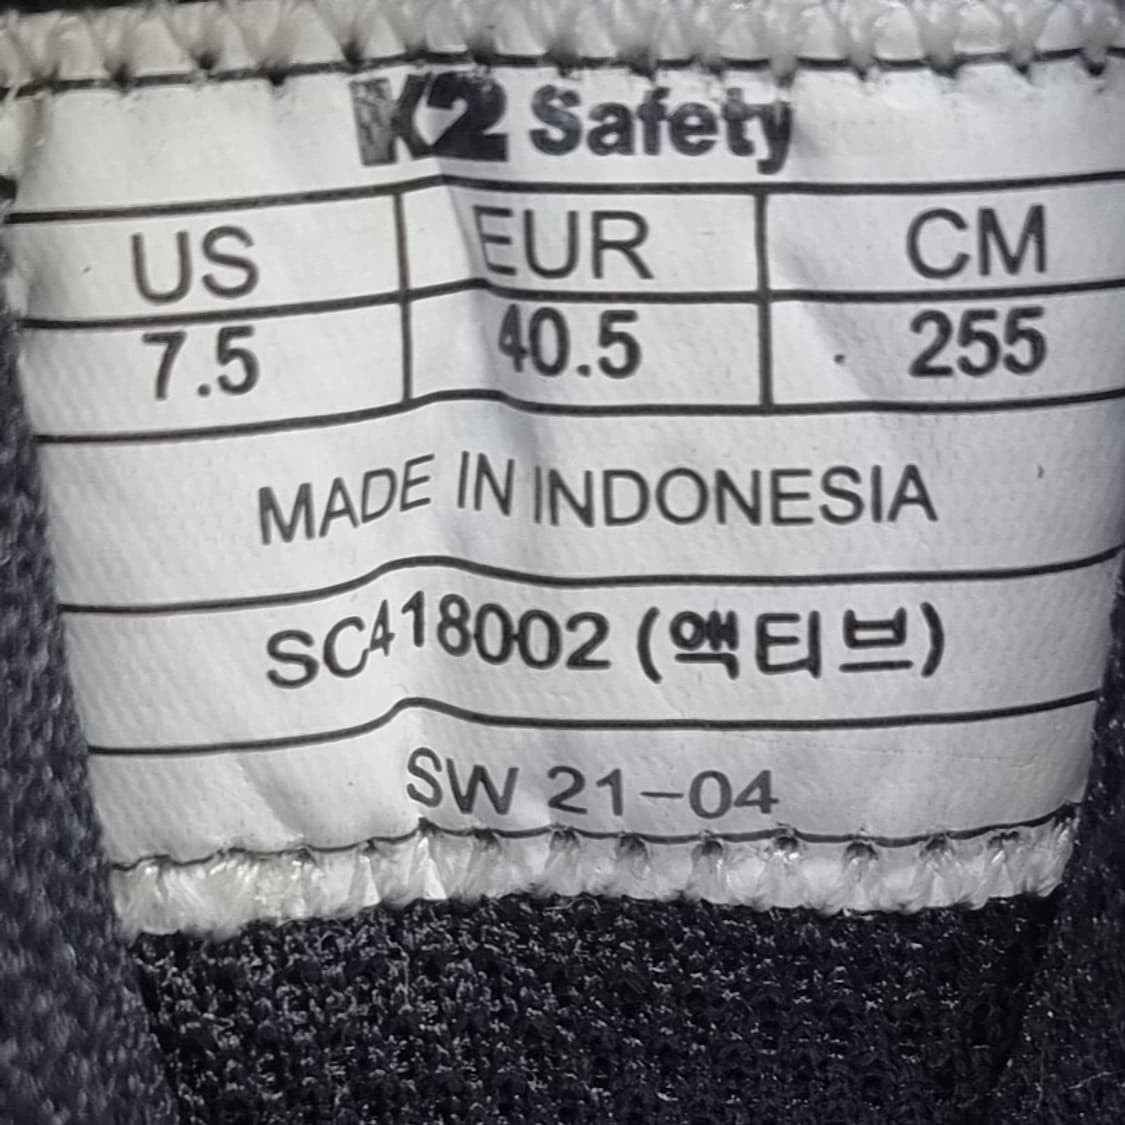 K2 Safety
US EUR CM
7.5 40.5 255
MADE IN INDONESIA
SC418002 (액티브)
SW 21-04